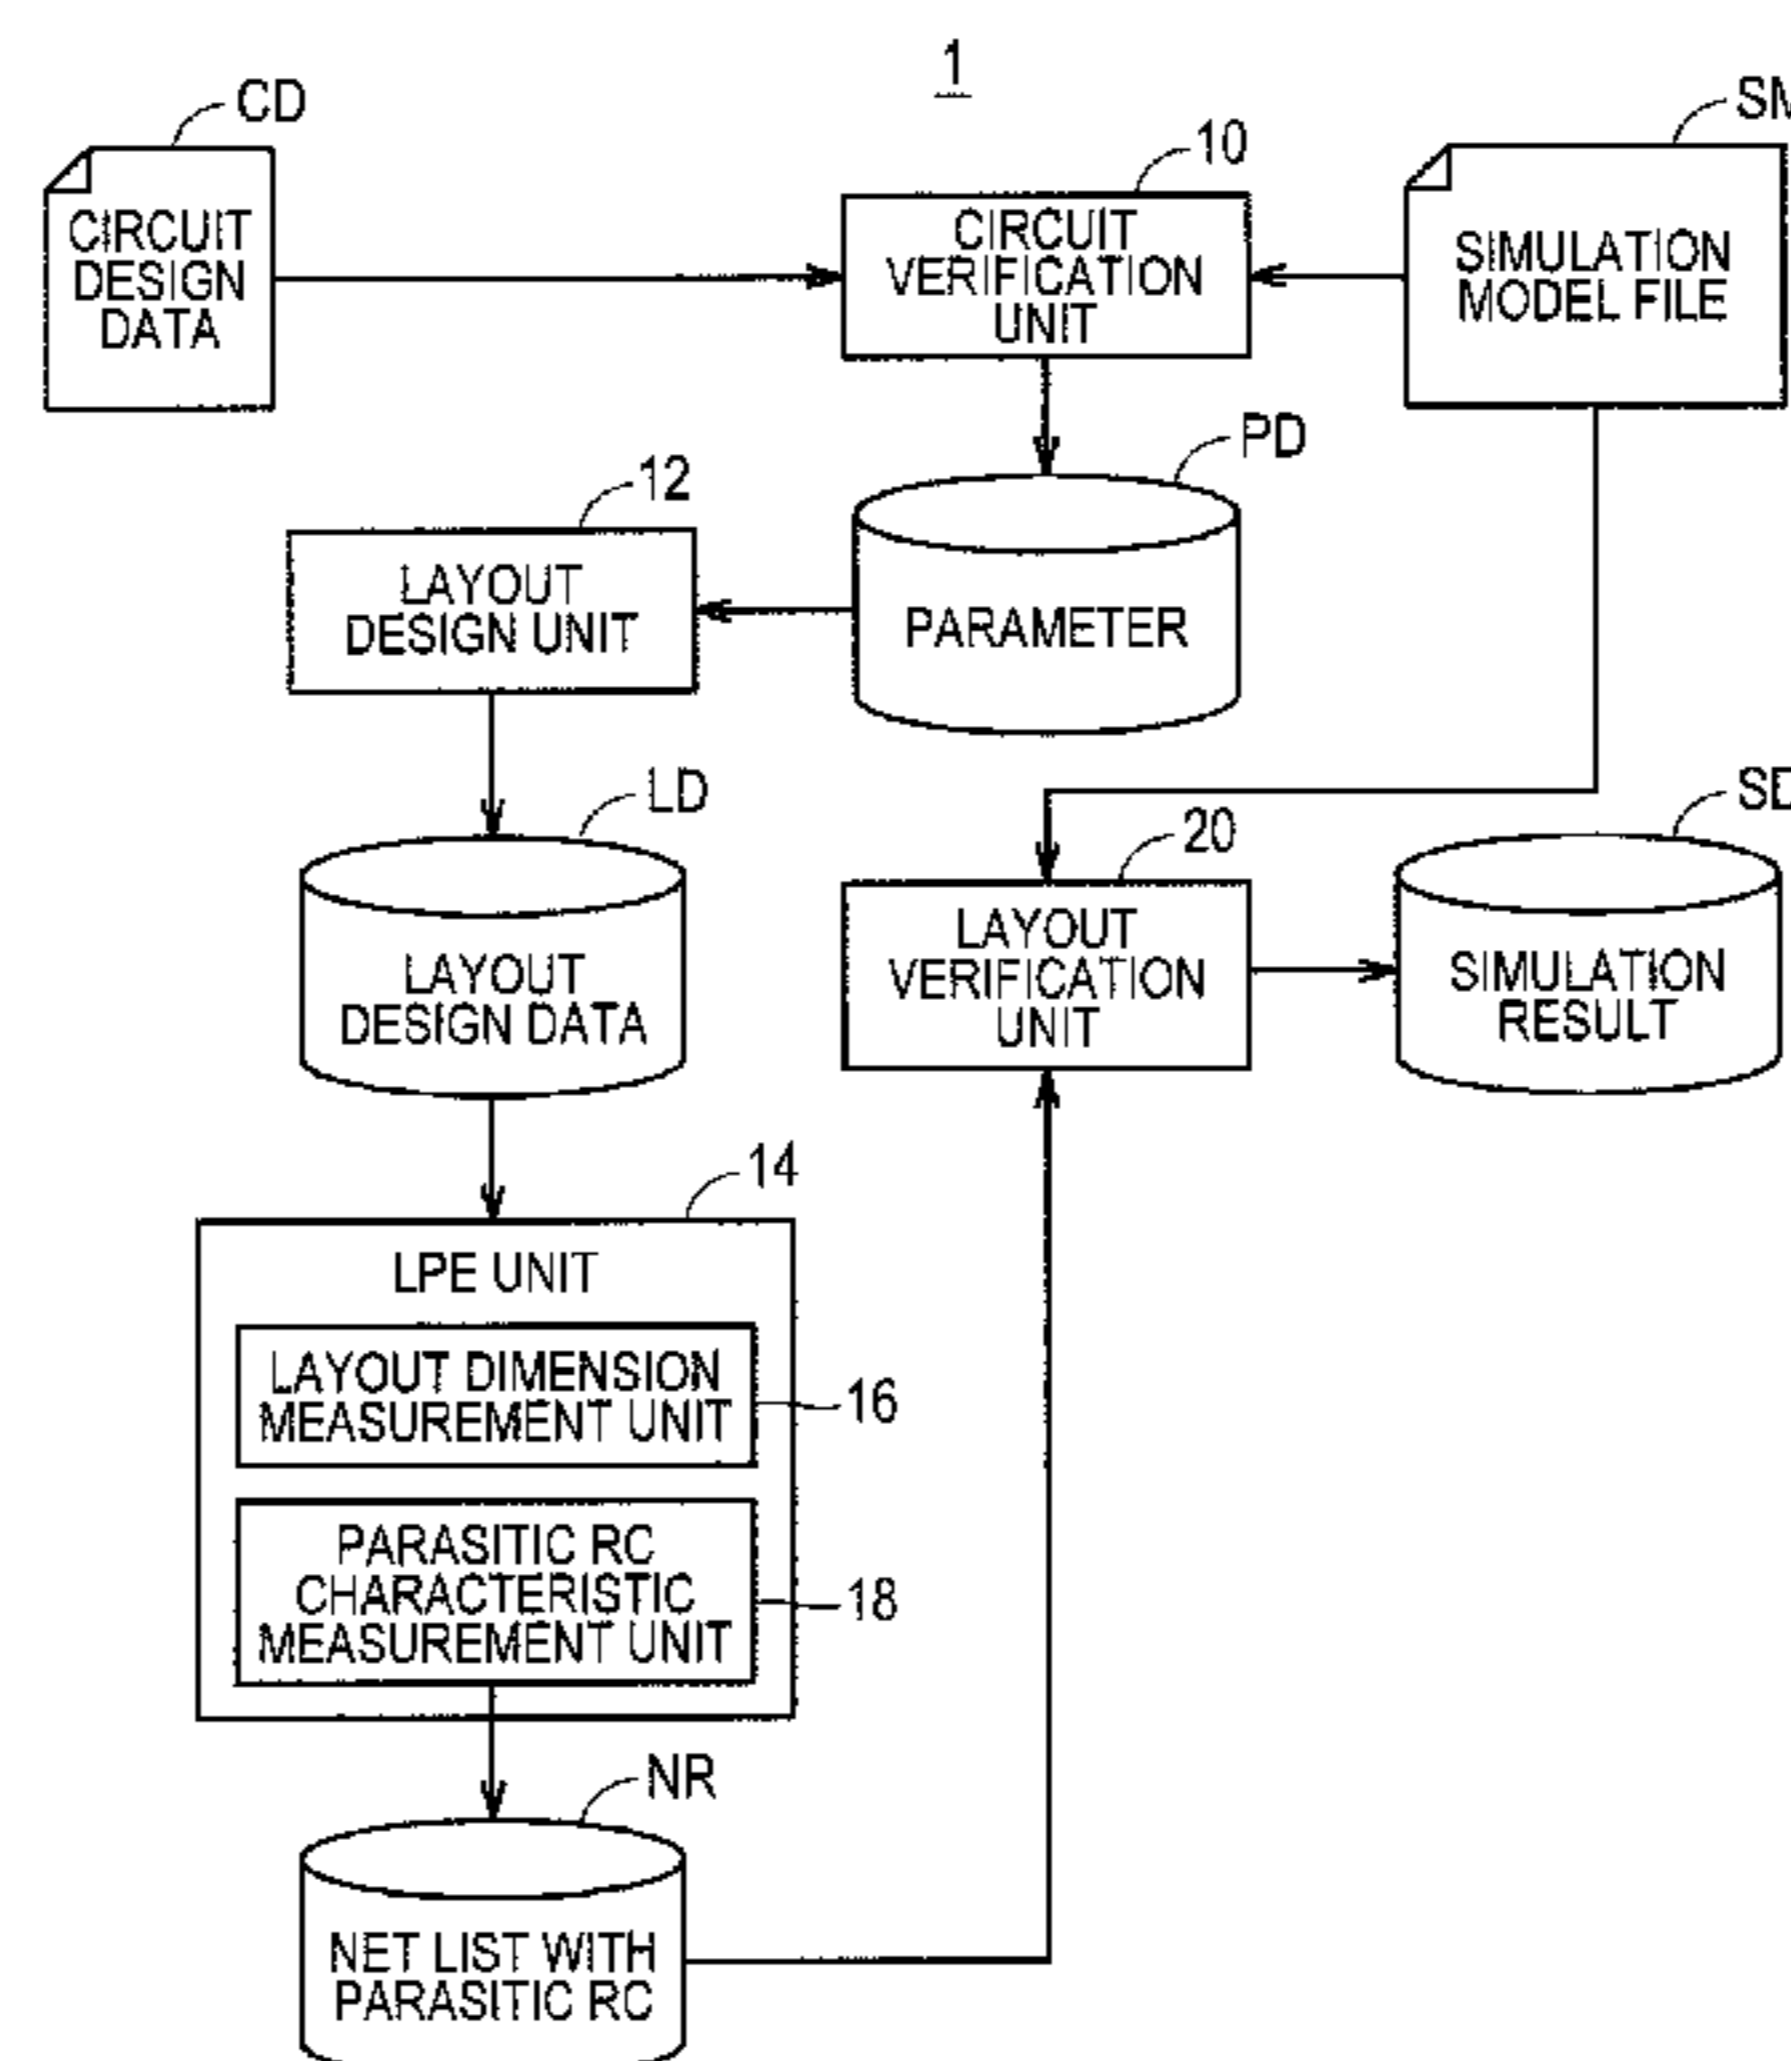 1
CD
10
SM
CIRCUIT
DESIGN
DATA
CIRCUIT
VERIFICATION
UNIT
SIMULATION
MODEL FILE
PD
12
LAYOUT
DESIGN UNIT
PARAMETER
LD
20
SD
LAYOUT
DESIGN DATA
LAYOUT
VERIFICATION
UNIT
SIMULATION
RESULT
14
LPE UNIT
LAYOUT DIMENSION
MEASUREMENT UNIT
16
PARASITIC RC
CHARACTERISTIC
MEASUREMENT UNIT
18
NR
NET LIST WITH
PARASITIC RC